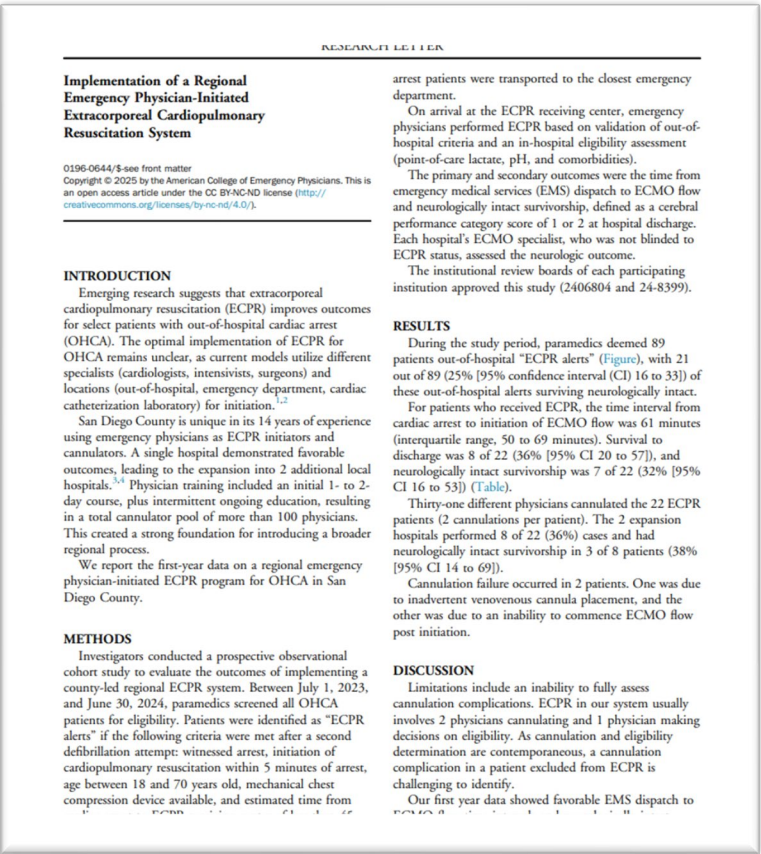 RESEARCH LETTER
Implementation of a Regional
Emergency Physician-Initiated
Extracorporeal Cardiopulmonary
Resuscitation System
0196-0644/$-see front matter
Copyright © 2025 by the American College of Emergency Physicians. This is
an open access article under the CC BY-NC-ND license (http://
creativecommons.org/licenses/by-nc-nd/4.0/).
INTRODUCTION
Emerging research suggests that extracorporeal
cardiopulmonary resuscitation (ECPR) improves outcomes
for select patients with out-of-hospital cardiac arrest
(OHCA). The optimal implementation of ECPR for
OHCA remains unclear, as current models utilize different
specialists (cardiologists, intensivists, surgeons) and
locations (out-of-hospital, emergency department, cardiac
catheterization laboratory) for initiation.1,2
San Diego County is unique in its 14 years of experience
using emergency physicians as ECPR initiators and
cannulators. A single hospital demonstrated favorable
outcomes, leading to the expansion into 2 additional local
hospitals.3,4 Physician training included an initial 1- to 2-
day course, plus intermittent ongoing education, resulting
in a total cannulator pool of more than 100 physicians.
This created a strong foundation for introducing a broader
regional process.
We report the first-year data on a regional emergency
physician-initiated ECPR program for OHCA in San
Diego County.
METHODS
Investigators conducted a prospective observational
cohort study to evaluate the outcomes of implementing a
county-led regional ECPR system. Between July 1, 2023,
and June 30, 2024, paramedics screened all OHCA
patients for eligibility. Patients were identified as “ECPR
alerts” if the following criteria were met after a second
defibrillation attempt: witnessed arrest, initiation of
cardiopulmonary resuscitation within 5 minutes of arrest,
age between 18 and 70 years old, mechanical chest
compression device available, and estimated time from
arrest patients were transported to the closest emergency
department.
On arrival at the ECPR receiving center, emergency
physicians performed ECPR based on validation of out-of-
hospital criteria and an in-hospital eligibility assessment
(point-of-care lactate, pH, and comorbidities).
The primary and secondary outcomes were the time from
emergency medical services (EMS) dispatch to ECMO flow
and neurologically intact survivorship, defined as a cerebral
performance category score of 1 or 2 at hospital discharge.
Each hospital’s ECMO specialist, who was not blinded to
ECPR status, assessed the neurologic outcome.
The institutional review boards of each participating
institution approved this study (2406804 and 24-8399).
RESULTS
During the study period, paramedics deemed 89
patients out-of-hospital “ECPR alerts” (Figure), with 21
out of 89 (25% [95% confidence interval (CI) 16 to 33]) of
these out-of-hospital alerts surviving neurologically intact.
For patients who received ECPR, the time interval from
cardiac arrest to initiation of ECMO flow was 61 minutes
(interquartile range, 50 to 69 minutes). Survival to
discharge was 8 of 22 (36% [95% CI 20 to 57]), and
neurologically intact survivorship was 7 of 22 (32% [95%
CI 16 to 53]) (Table).
Thirty-one different physicians cannulated the 22 ECPR
patients (2 cannulations per patient). The 2 expansion
hospitals performed 8 of 22 (36%) cases and had
neurologically intact survivorship in 3 of 8 patients (38%
[95% CI 14 to 69]).
Cannulation failure occurred in 2 patients. One was due
to inadvertent venovenous cannula placement, and the
other was due to an inability to commence ECMO flow
post initiation.
DISCUSSION
Limitations include an inability to fully assess
cannulation complications. ECPR in our system usually
involves 2 physicians cannulating and 1 physician making
decisions on eligibility. As cannulation and eligibility
determination are contemporaneous, a cannulation
complication in a patient excluded from ECPR is
challenging to identify.
Our first year data showed favorable EMS dispatch to